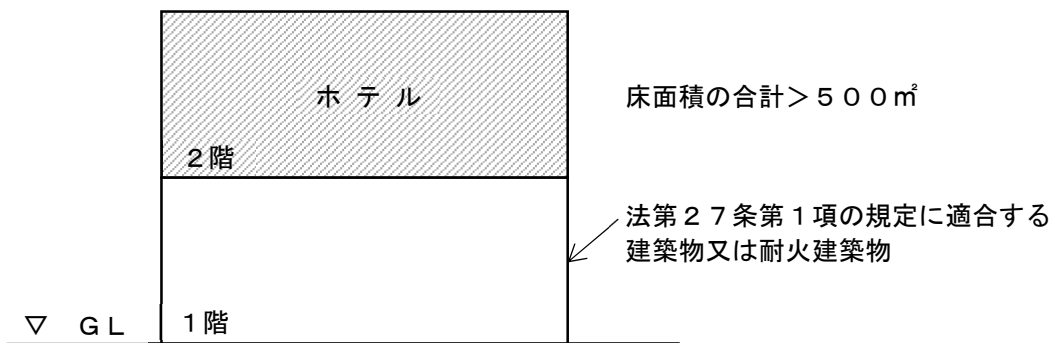 ホテル
床面積の合計＞５００㎡
２階
法第２７条第１項の規定に適合する
建築物又は耐火建築物
１階
▽　ＧＬ